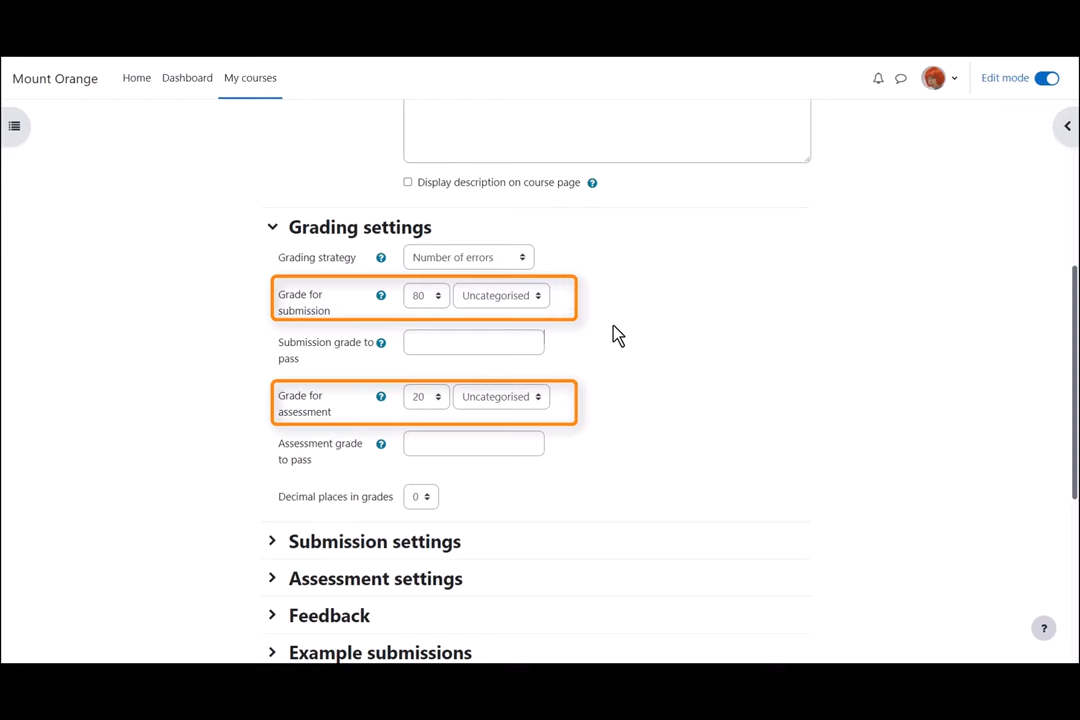 Mount Orange Home Dashboard My courses Edit mode
Display description on course page ?
Grading settings
Grading strategy ? Number of errors
Grade for ? 80 Uncategorised
submission
Submission grade to ?
pass
Grade for ? 20 Uncategorised
assessment
Assessment grade ?
to pass
Decimal places in grades 0
Submission settings
Assessment settings
Feedback
?
Example submissions